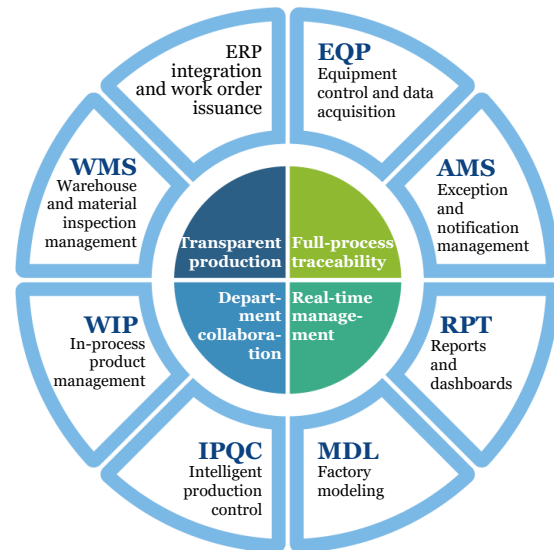 ERP
integration
and work order
issuance
EQP
Equipment
control and data
acquisition
WMS
Warehouse
and material
inspection
management
AMS
Exception
and
notification
management
Transparent
production
Full-process
traceability
Depart-
ment
collabora-
tion
Real-time
manage-
ment
WIP
In-process
product
management
RPT
Reports
and
dashboards
IPQC
Intelligent
production
control
MDL
Factory
modeling